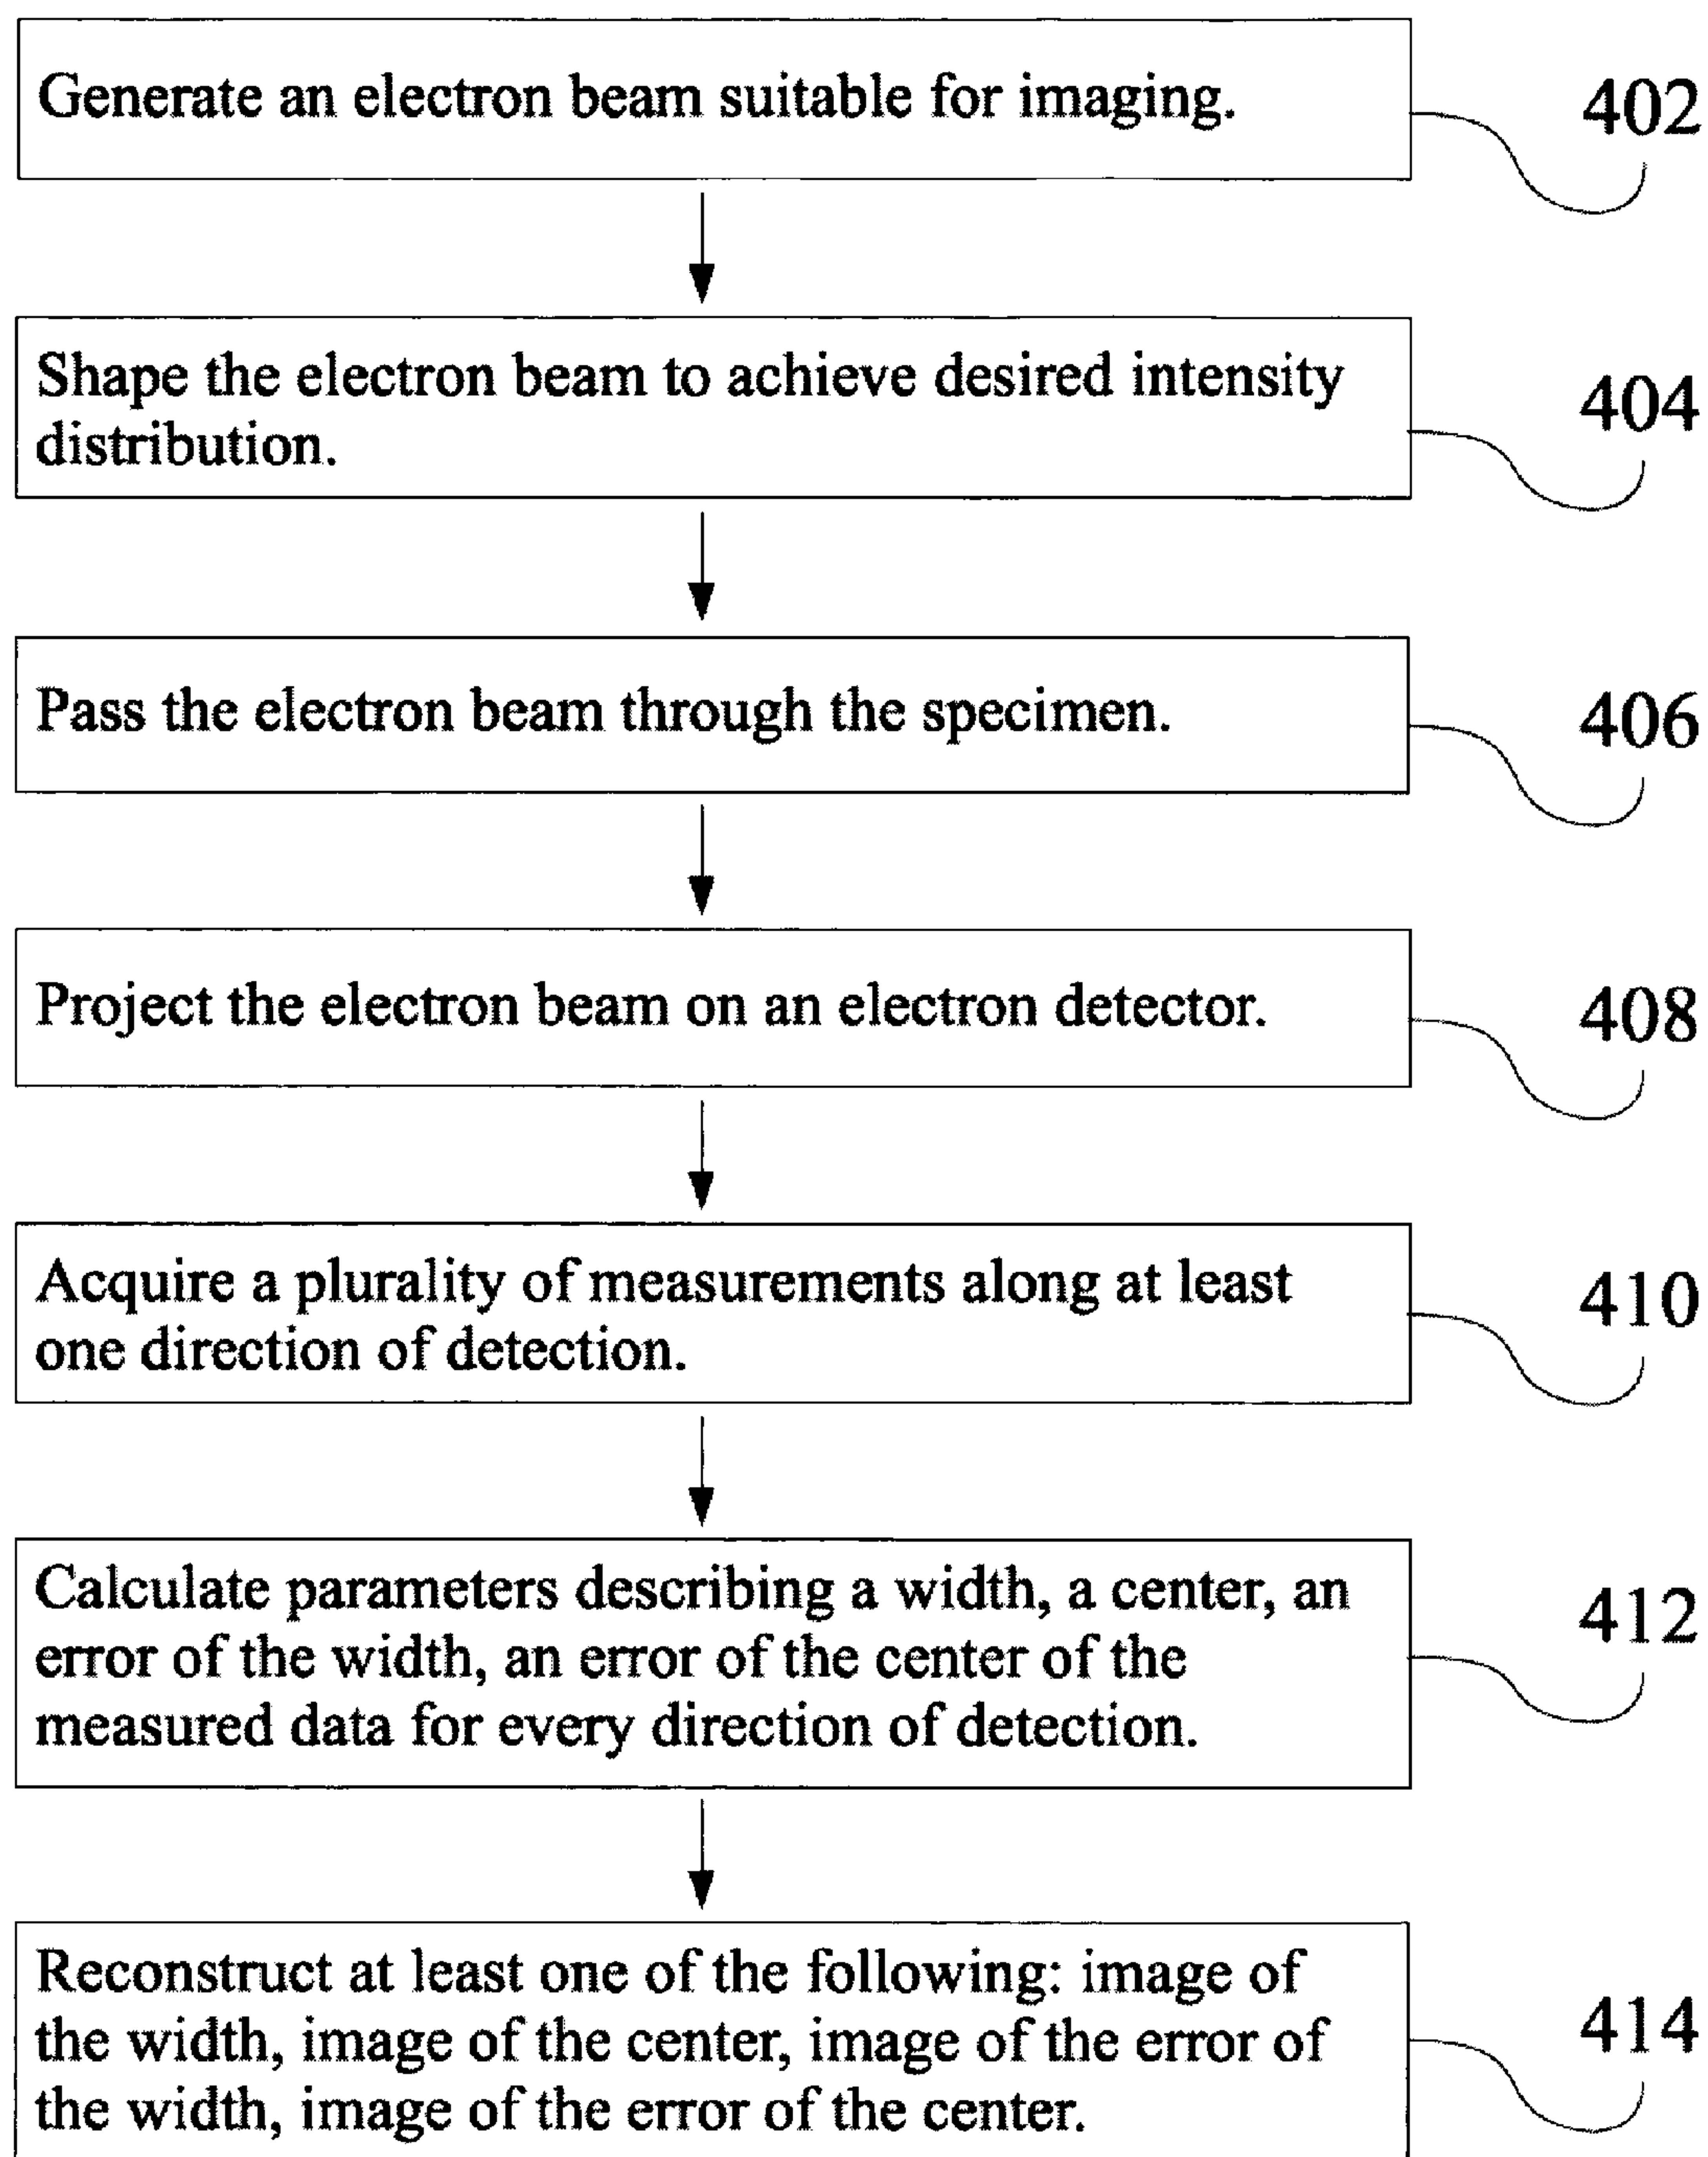 Generate an electron beam suitable for imaging.
402
Shape the electron beam to achieve desired intensity
distribution.
404
Pass the electron beam through the specimen.
406
Project the electron beam on an electron detector.
408
Acquire a plurality of measurements along at least
one direction of detection.
410
Calculate parameters describing a width, a center, an
error of the width, an error of the center of the
measured data for every direction of detection.
412
Reconstruct at least one of the following: image of
the width, image of the center, image of the error of
the width, image of the error of the center.
414